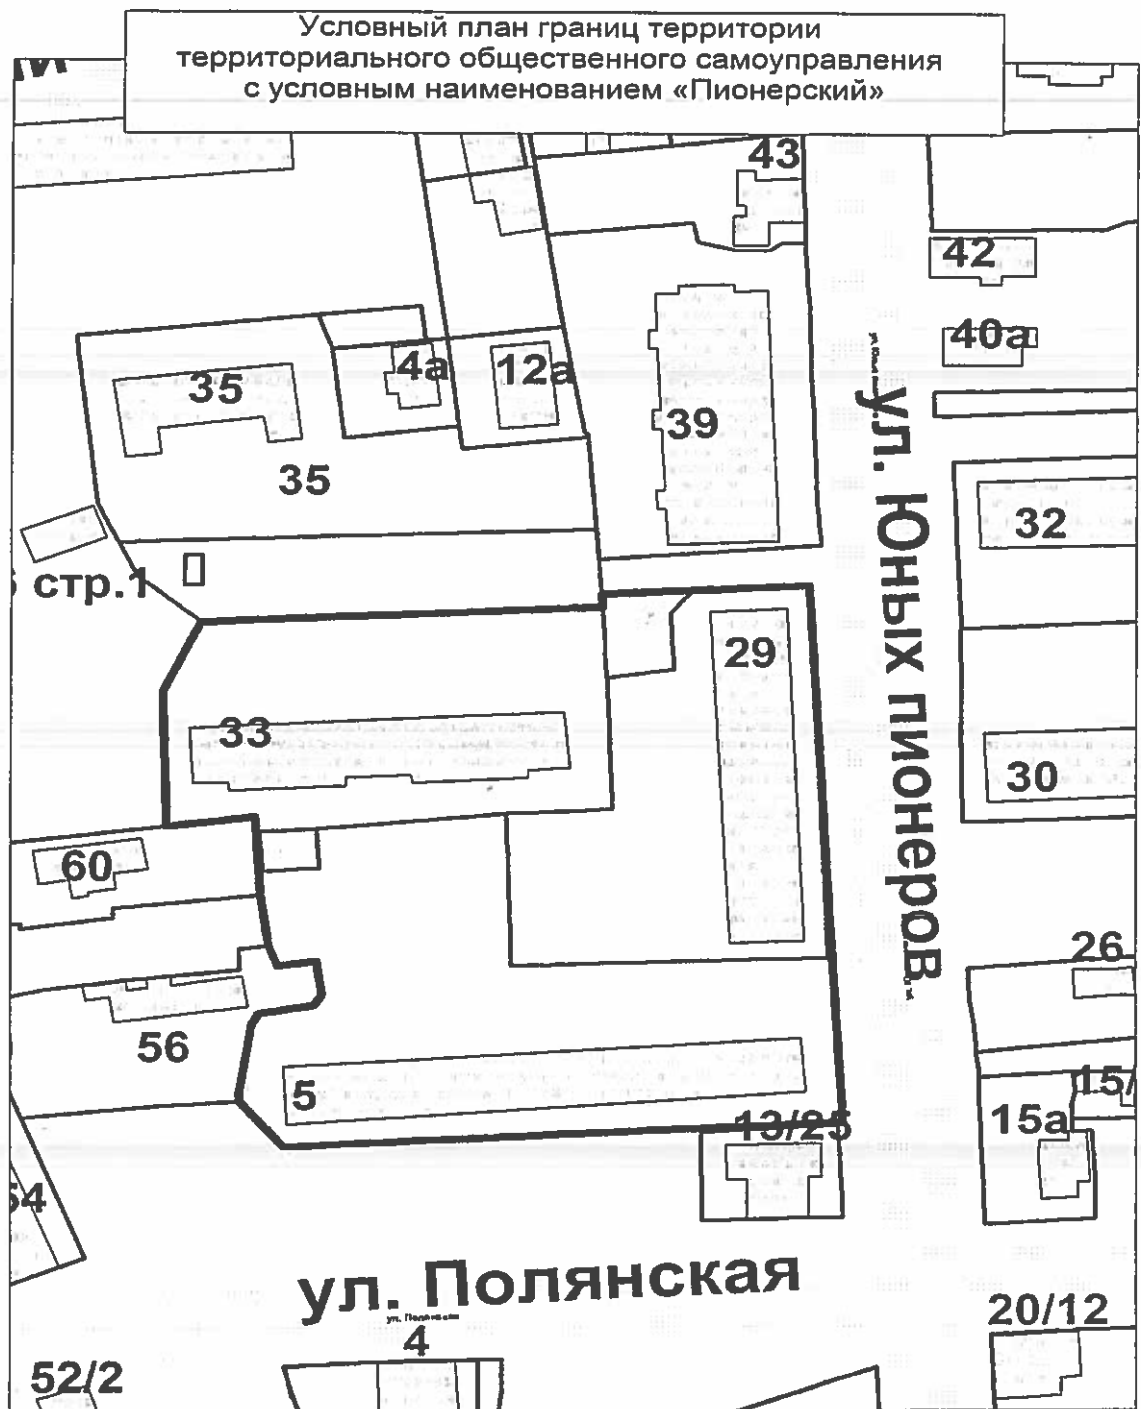 Условный план границ территории
территориального общественного самоуправления
с условным наименованием «Пионерский»
43
42
40а
4а
12а
35
39
35
32
стр.1
ул. Юных пионеров
29
33
30
60
26
56
5
15/
13/25
15а
54
ул. Полянская
20/12
4
52/2